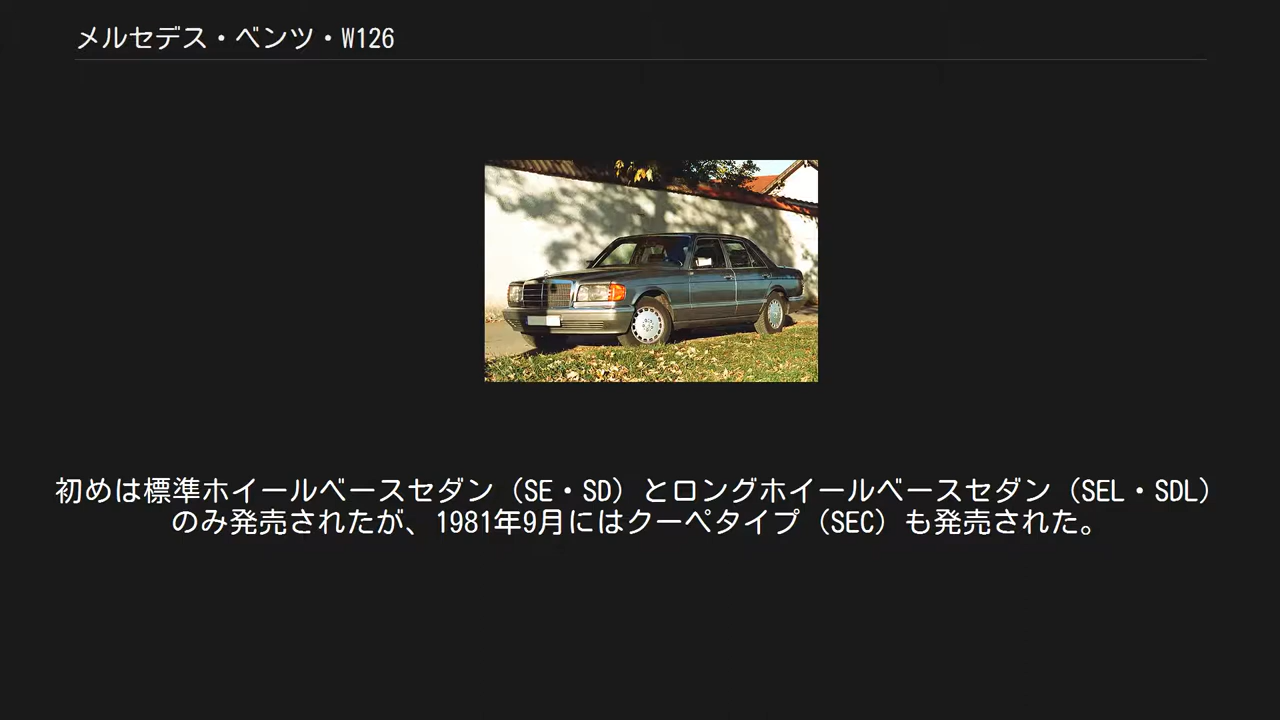 メルセデス・ベンツ・W126
初めは標準ホイールベースセダン（SE・SD）とロングホイールベースセダン（SEL・SDL）
のみ発売されたが、1981年9月にはクーペタイプ（SEC）も発売された。